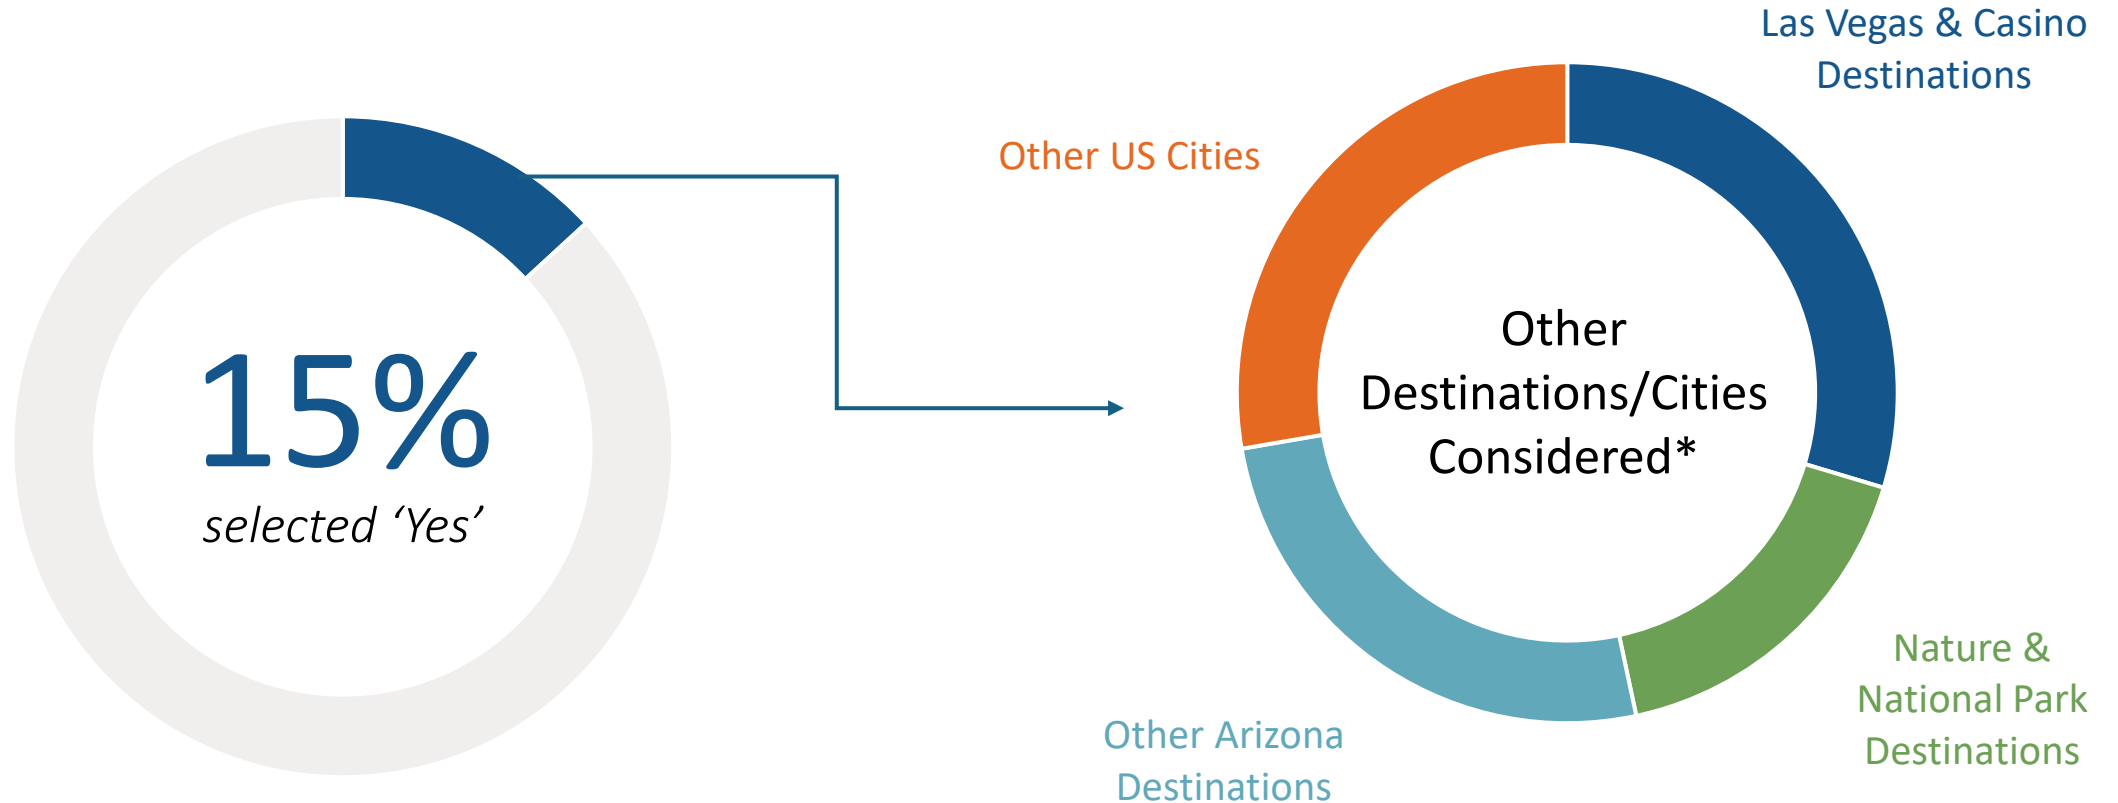 15%
selected ‘Yes’
Other US Cities
Las Vegas & Casino
Destinations
Other
Destinations/Cities
Considered*
Nature &
National Park
Destinations
Other Arizona
Destinations